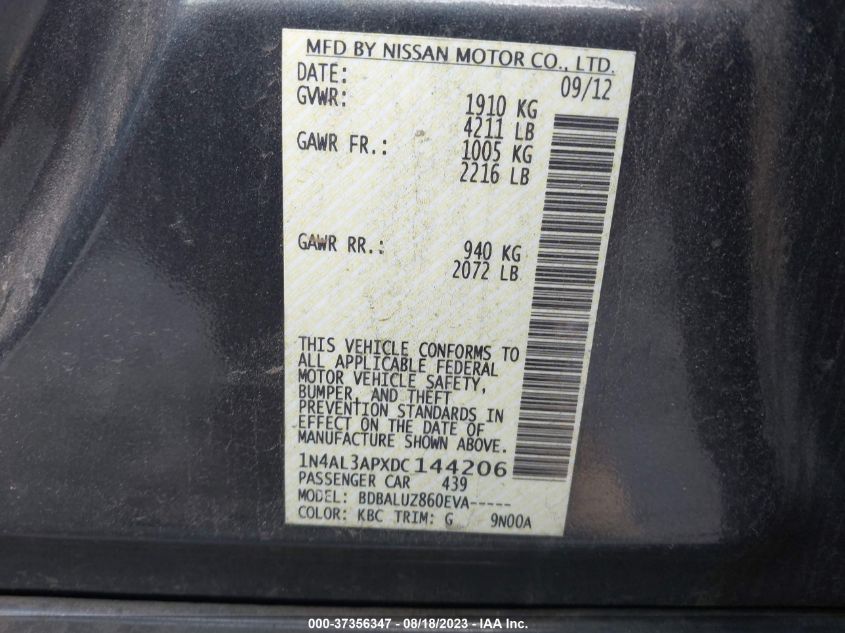 MFD BY NISSAN MOTOR CO., LTD.
DATE: 09/12
GVWR: 1910 KG
4211 LB
GAWR FR.: 1005 KG
2216 LB
GAWR RR.: 940 KG
2072 LB
THIS VEHICLE CONFORMS TO
ALL APPLICABLE FEDERAL
MOTOR VEHICLE SAFETY,
BUMPER, AND THEFT
PREVENTION STANDARDS IN
EFFECT ON THE DATE OF
MANUFACTURE SHOWN ABOVE.
1N4AL3APXDC144206
PASSENGER CAR 439
MODEL: BDBALUZ860EVA-----
COLOR: KBC TRIM: G 9N00A
000-37356347 - 08/18/2023 - IAA Inc.